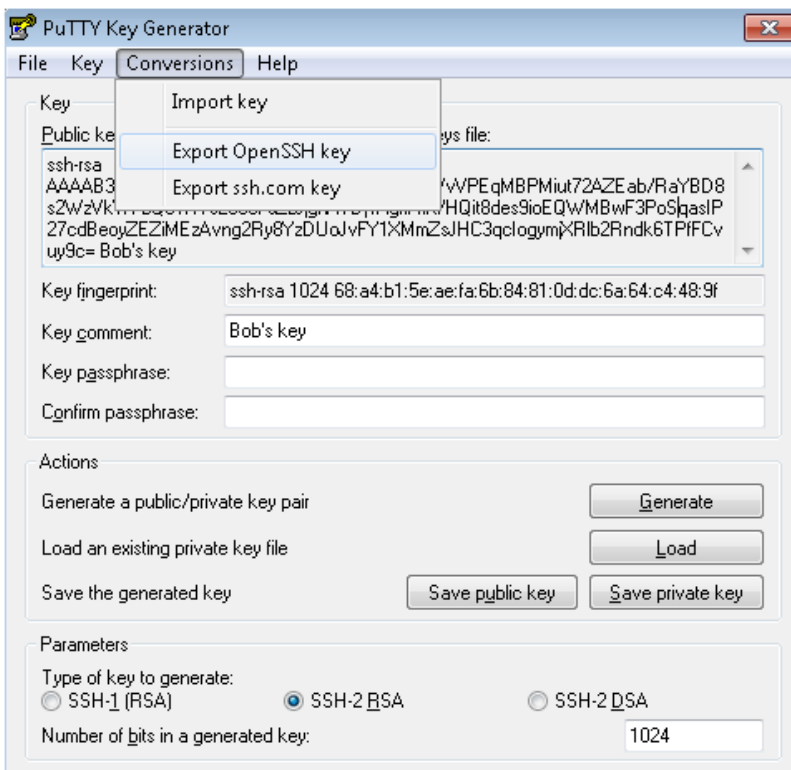 PuTTY Key Generator
File Key Conversions Help
Import key
Export OpenSSH key
Export ssh.com key
Key
Public ke ys file:
ssh-rsa
AAAAB3
27cdBeoyZEZiMEzAvng2Ry8YzDUoJvFY1XMmZsJHC3qclogymjXRlb2Rndk6TPfFCv
uy9c= Bob's key
Key fingerprint: ssh-rsa 1024 68:a4:b1:5e:ae:fa:6b:84:81:0d:dc:6a:64:c4:48:9f
Key comment: Bob's key
Key passphrase:
Confirm passphrase:
Actions
Generate a public/private key pair Generate
Load an existing private key file Load
Save the generated key Save public key Save private key
Parameters
Type of key to generate:
SSH-1 (RSA) SSH-2 RSA SSH-2 DSA
Number of bits in a generated key: 1024